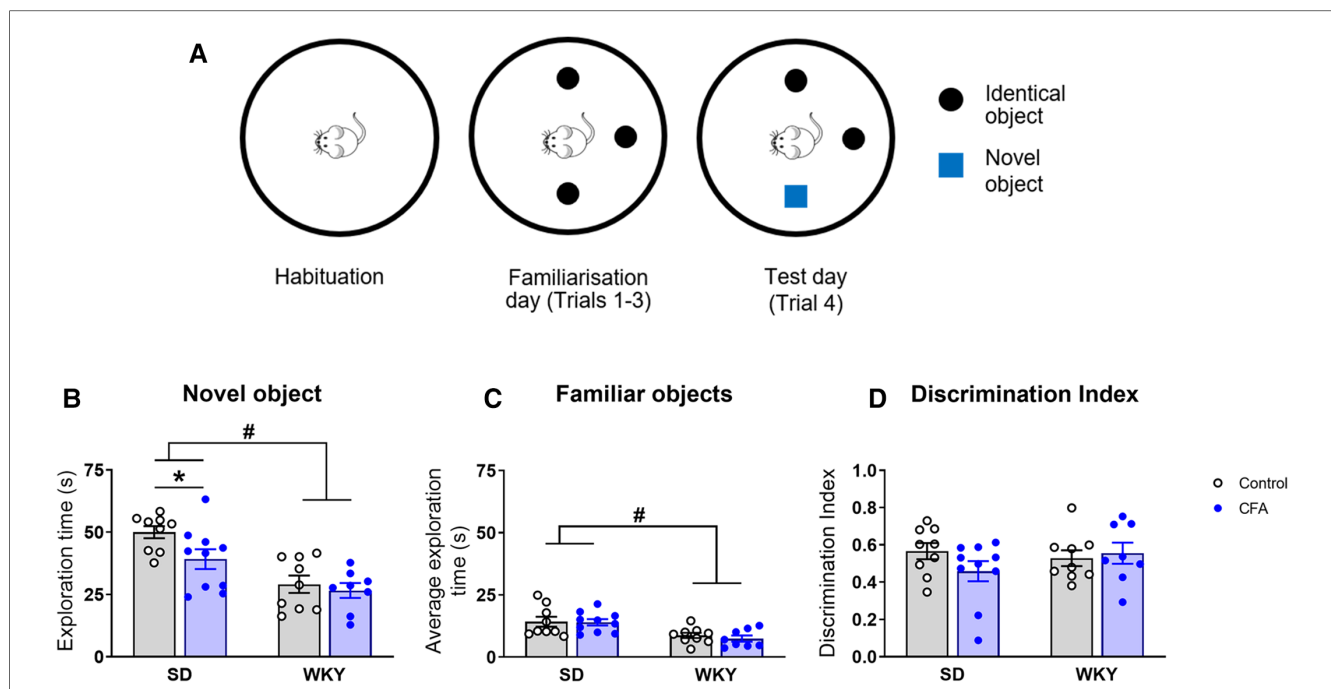 A
Identical
object
Novel
object
Habituation
Familiarisation
day (Trials 1-3)
Test day
(Trial 4)
B
Novel object
#
*
Exploration time (s)
75
50
25
0
SD
WKY
C
Familiar objects
#
Average exploration
time (s)
75
50
25
0
SD
WKY
D
Discrimination Index
Discrimination Index
1.0
0.8
0.6
0.4
0.2
0.0
SD
WKY
Control
CFA